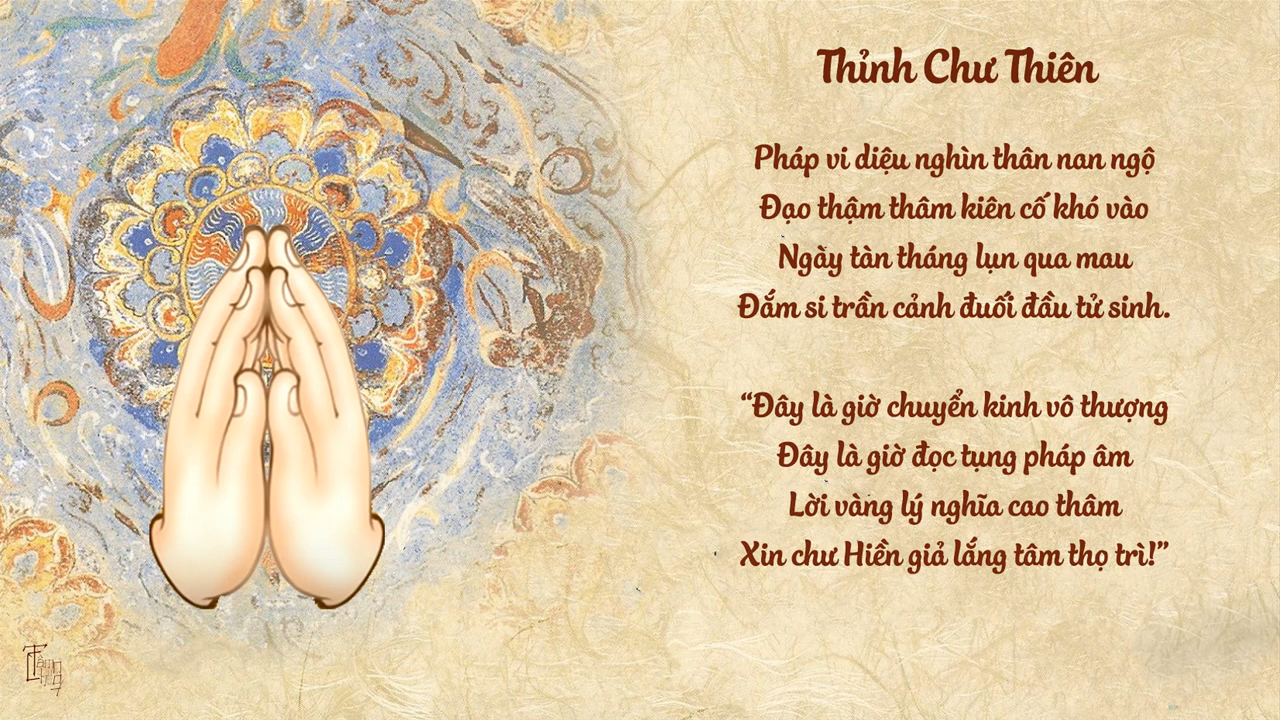 Thỉnh Chư Thiên
Pháp vi diệu nghìn thân nan ngộ
Đạo thậm thâm kiên cố khó vào
Ngày tàn tháng lụn qua mau
Đắm si trần cảnh đuối đầu tử sinh.
“Đây là giờ chuyển kinh vô thượng
Đây là giờ đọc tụng pháp âm
Lời vàng lý nghĩa cao thâm
Xin chư Hiền giả lắng tâm thọ trì!”